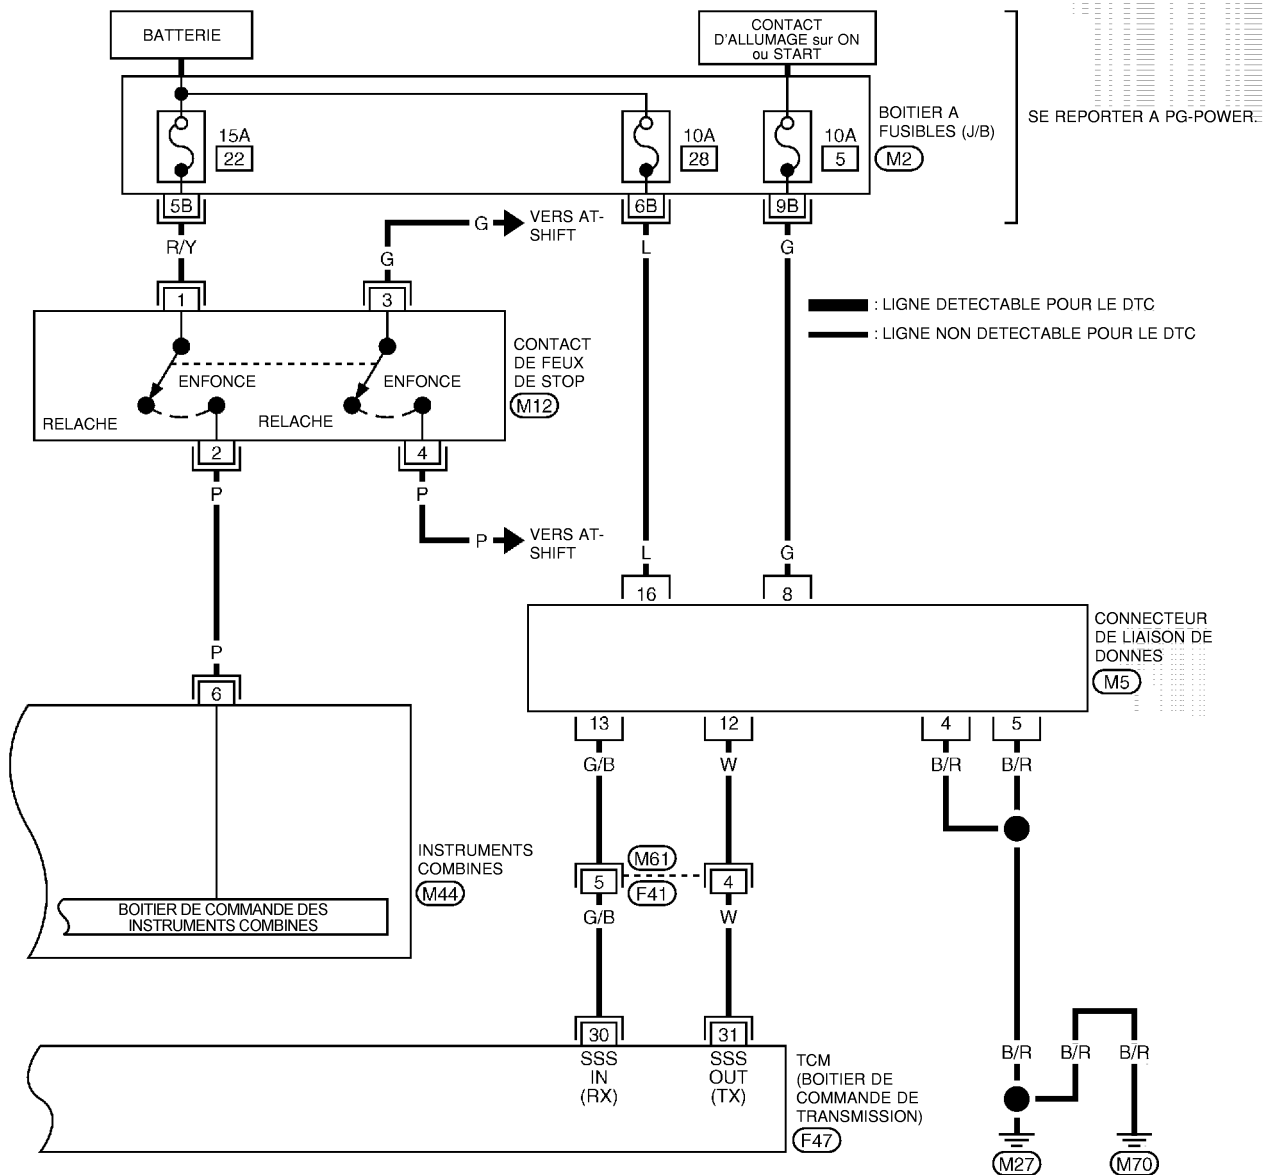 BATTERIE
CONTACT
D'ALLUMAGE sur ON
ou START
15A
22
10A
28
10A
5
BOITIER A
FUSIBLES (J/B)
M2
SE REPORTER A PG-POWER.
5B
6B
9B
R/Y
G
G
VERS AT-
SHIFT
L
G
1
3
: LIGNE DETECTABLE POUR LE DTC
: LIGNE NON DETECTABLE POUR LE DTC
ENFONCE
RELACHE
ENFONCE
RELACHE
CONTACT
DE FEUX
DE STOP
M12
2
4
P
P
P
VERS AT-
SHIFT
L
G
16
8
CONNECTEUR
DE LIAISON DE
DONNES
M5
P
6
13
12
4
5
G/B
W
B/R
B/R
INSTRUMENTS
COMBINES
M44
BOITIER DE COMMANDE DES
INSTRUMENTS COMBINES
M61
5
4
F41
G/B
W
30
31
SSS
IN
(RX)
SSS
OUT
(TX)
TCM
(BOITIER DE
COMMANDE DE
TRANSMISSION)
F47
B/R
B/R
B/R
M27
M70